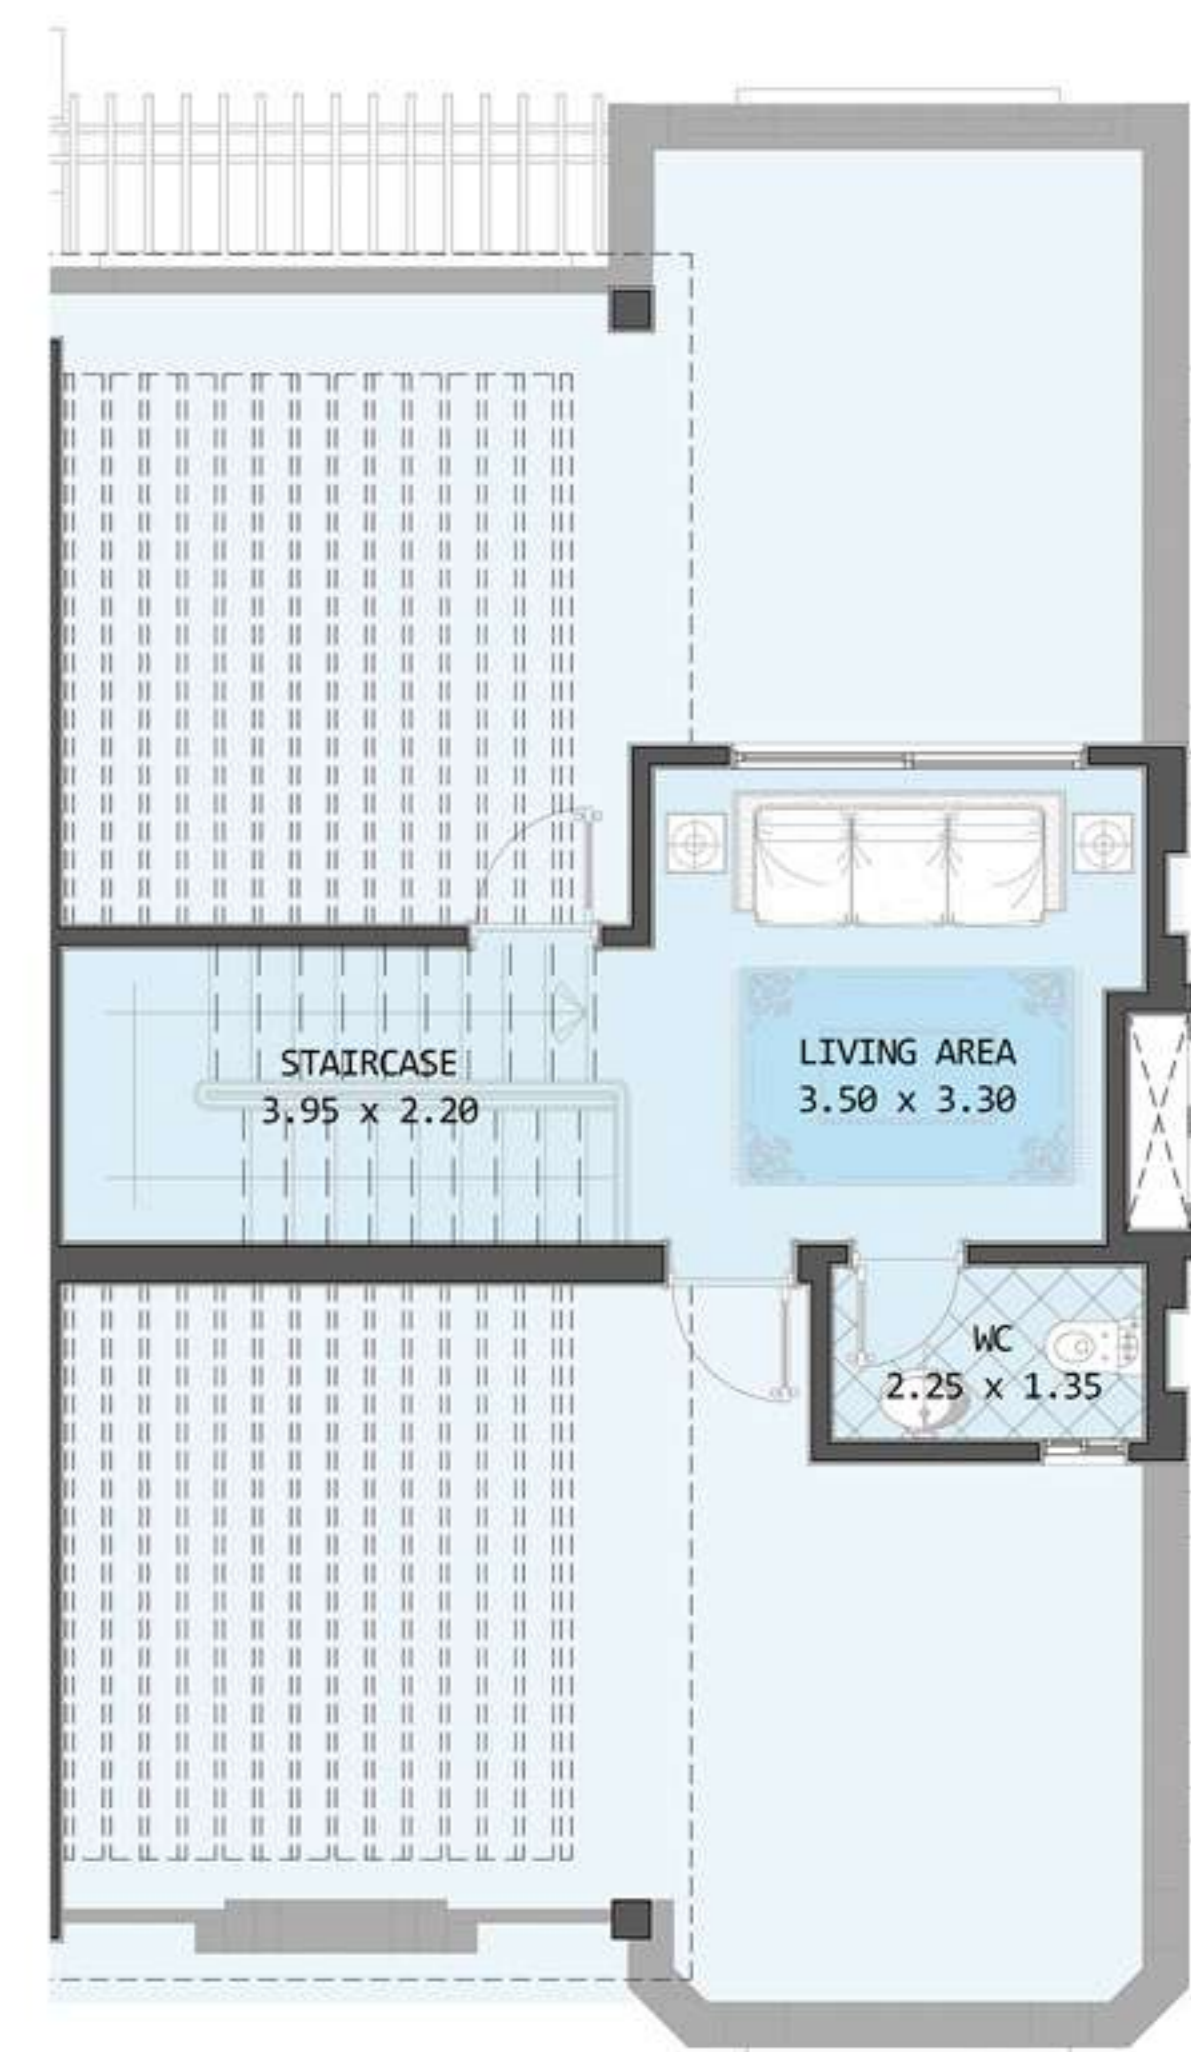 STAIRCASE
3.95 x 2.20
LIVING AREA
3.50 x 3.30
WC
2.25 x 1.35